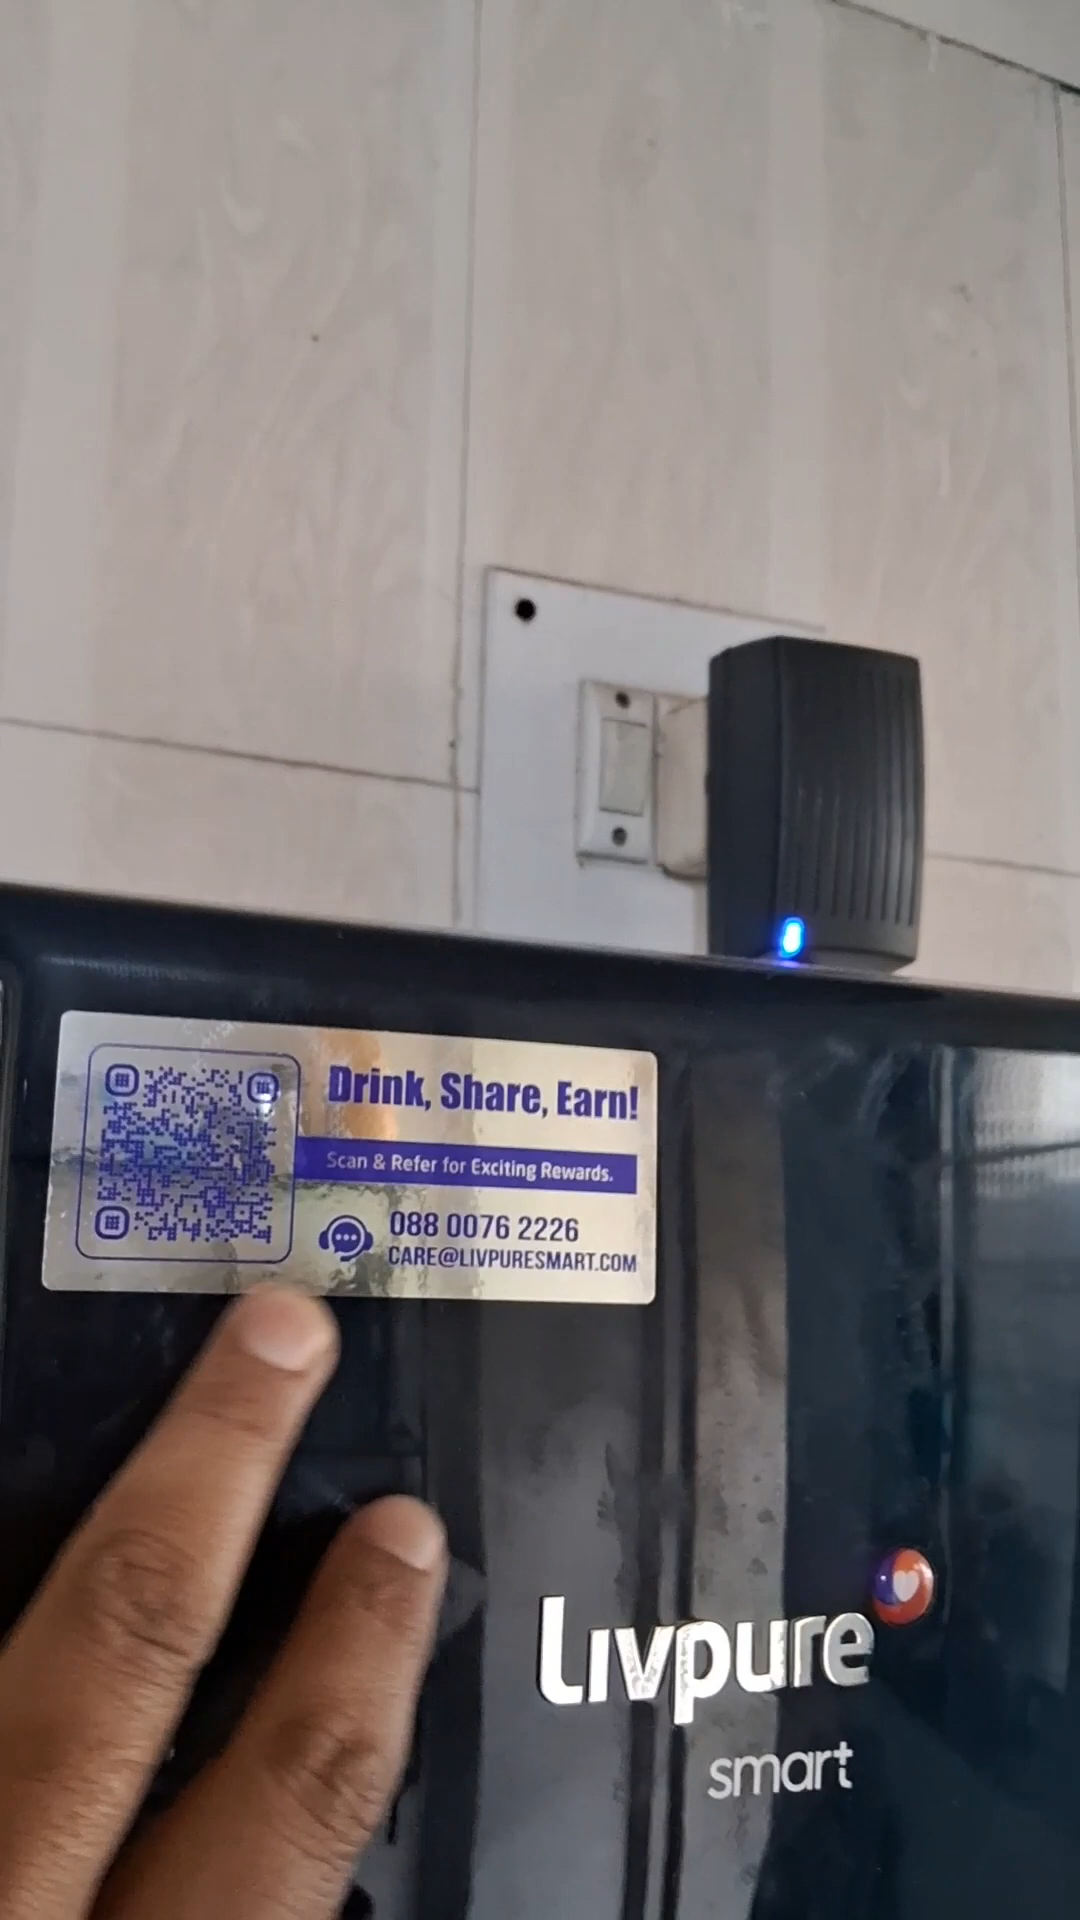 Drink, Share, Earn!
Scan & Refer for Exciting Rewards.
088 0076 2226
CARE@LIVPURESMART.COM
Livpure
smart